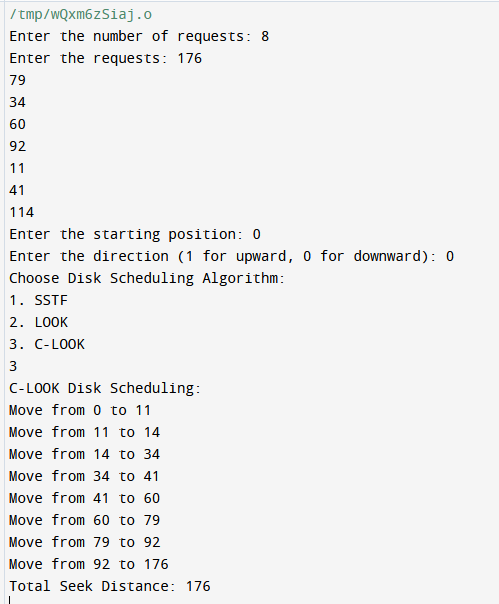 /tmp/wQxm6zSiaj.o
Enter the number of requests: 8
Enter the requests: 176
79
34
60
92
11
41
114
Enter the starting position: 0
Enter the direction (1 for upward, 0 for downward): 0
Choose Disk Scheduling Algorithm:
1. SSTF
2. LOOK
3. C-LOOK
3
C-LOOK Disk Scheduling:
Move from 0 to 11
Move from 11 to 14
Move from 14 to 34
Move from 34 to 41
Move from 41 to 60
Move from 60 to 79
Move from 79 to 92
Move from 92 to 176
Total Seek Distance: 176